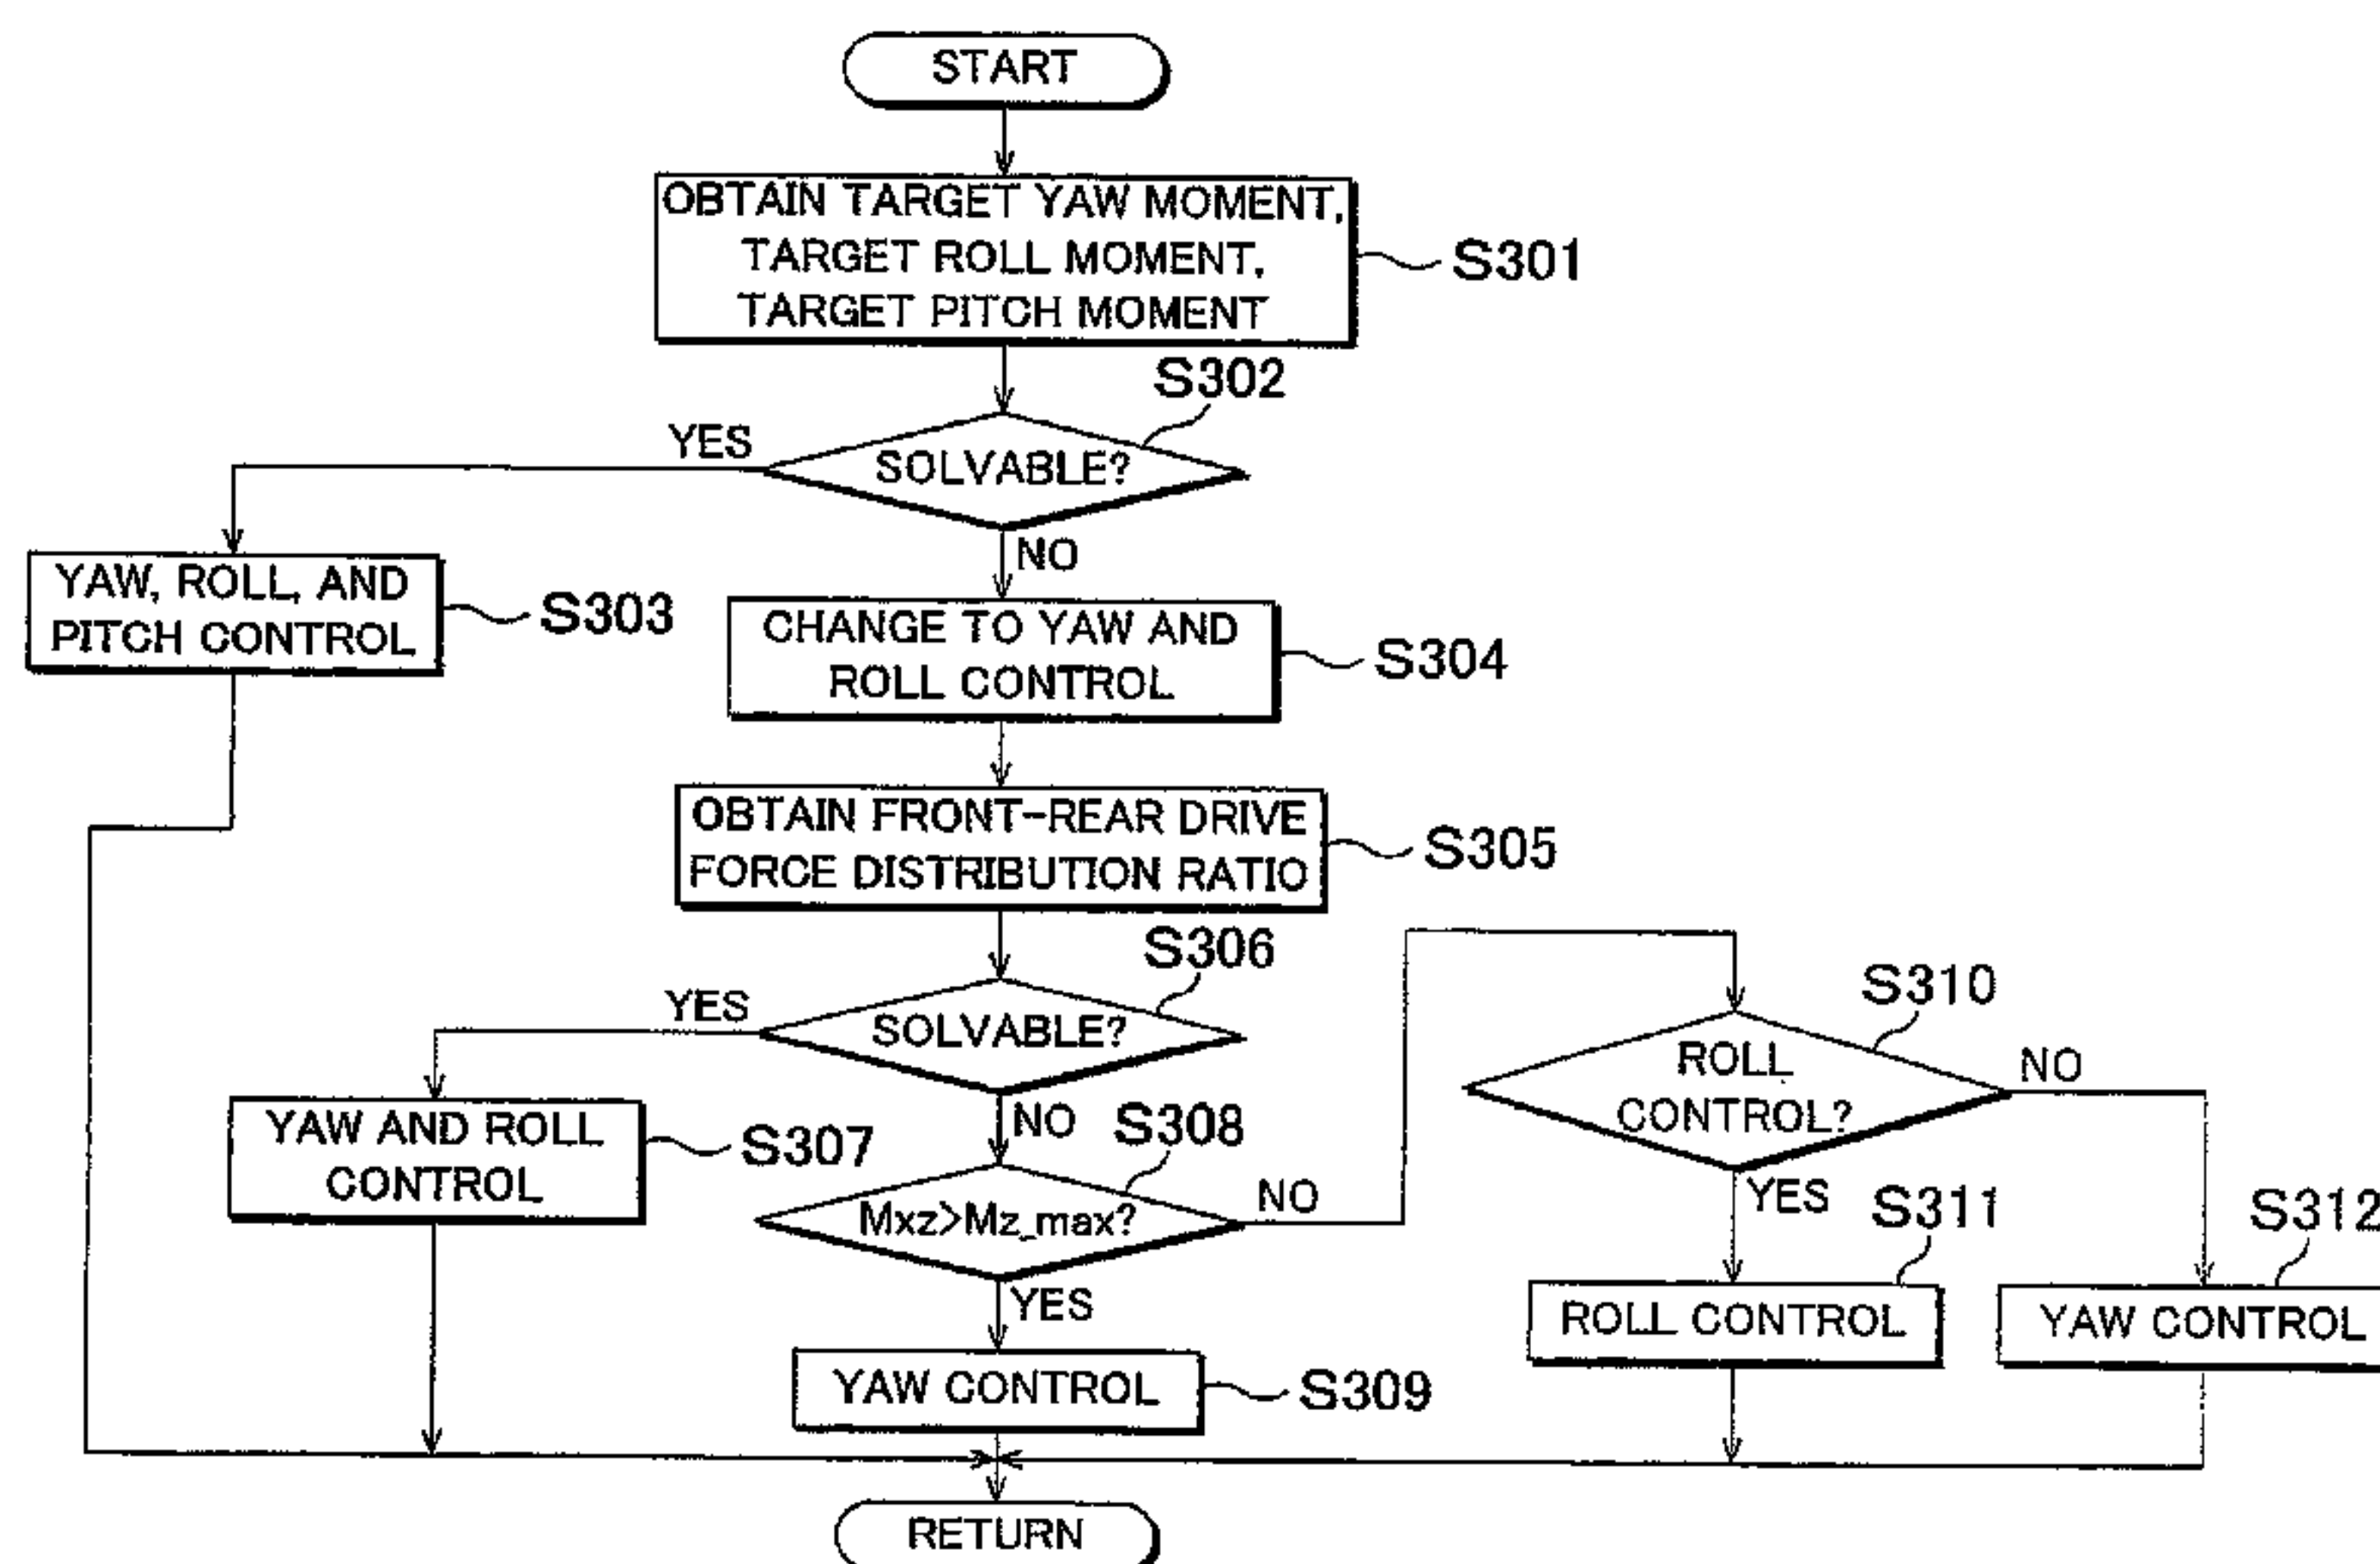 START
OBTAIN TARGET YAW MOMENT,
TARGET ROLL MOMENT,
TARGET PITCH MOMENT
S301
S302
YES
SOLVABLE?
NO
YAW, ROLL, AND
PITCH CONTROL
S303
CHANGE TO YAW AND
ROLL CONTROL
S304
OBTAIN FRONT-REAR DRIVE
FORCE DISTRIBUTION RATIO
S305
S306
YES
SOLVABLE?
NO
YAW AND ROLL
CONTROL
S307
S308
Mxz>Mz_max?
NO
YES
YAW CONTROL
S309
S310
ROLL
CONTROL?
NO
YES
S311
ROLL CONTROL
S312
YAW CONTROL
RETURN